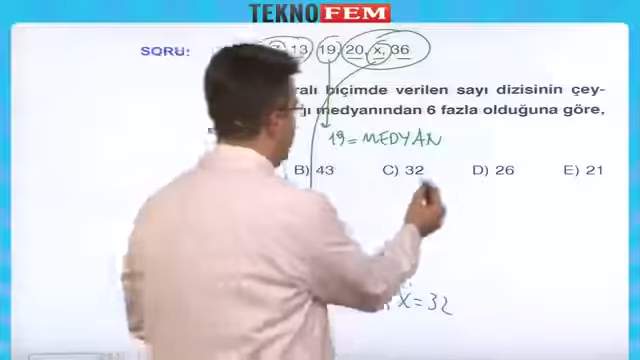 TEKNOFEM
SORU: 13, 19, 20, x, 36
biçimde verilen sayı dizisinin çey-
medyanından 6 fazla olduğuna göre,
19 = MEDYAN
B) 43 C) 32 D) 26 E) 21
x = 32